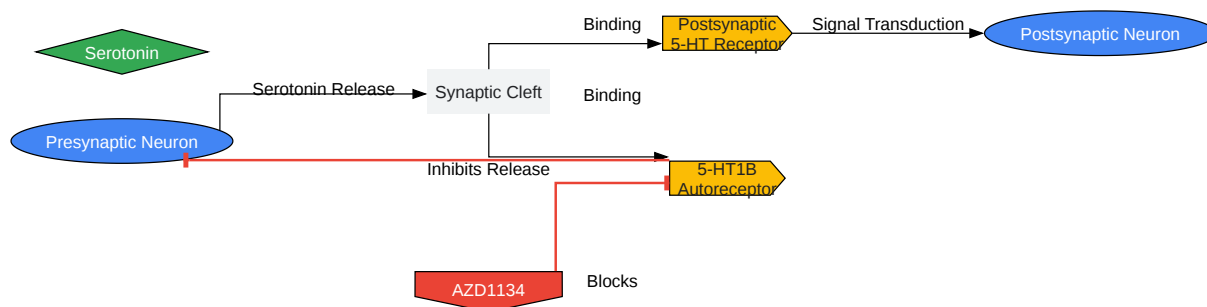 Binding
Postsynaptic
5-HT Receptor
Signal Transduction
Postsynaptic Neuron
Serotonin
Serotonin Release
Synaptic Cleft
Binding
Presynaptic Neuron
Inhibits Release
5-HT1B
Autoreceptor
AZD1134
Blocks